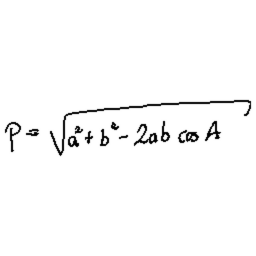 P = √(a² + b² - 2ab cos A)